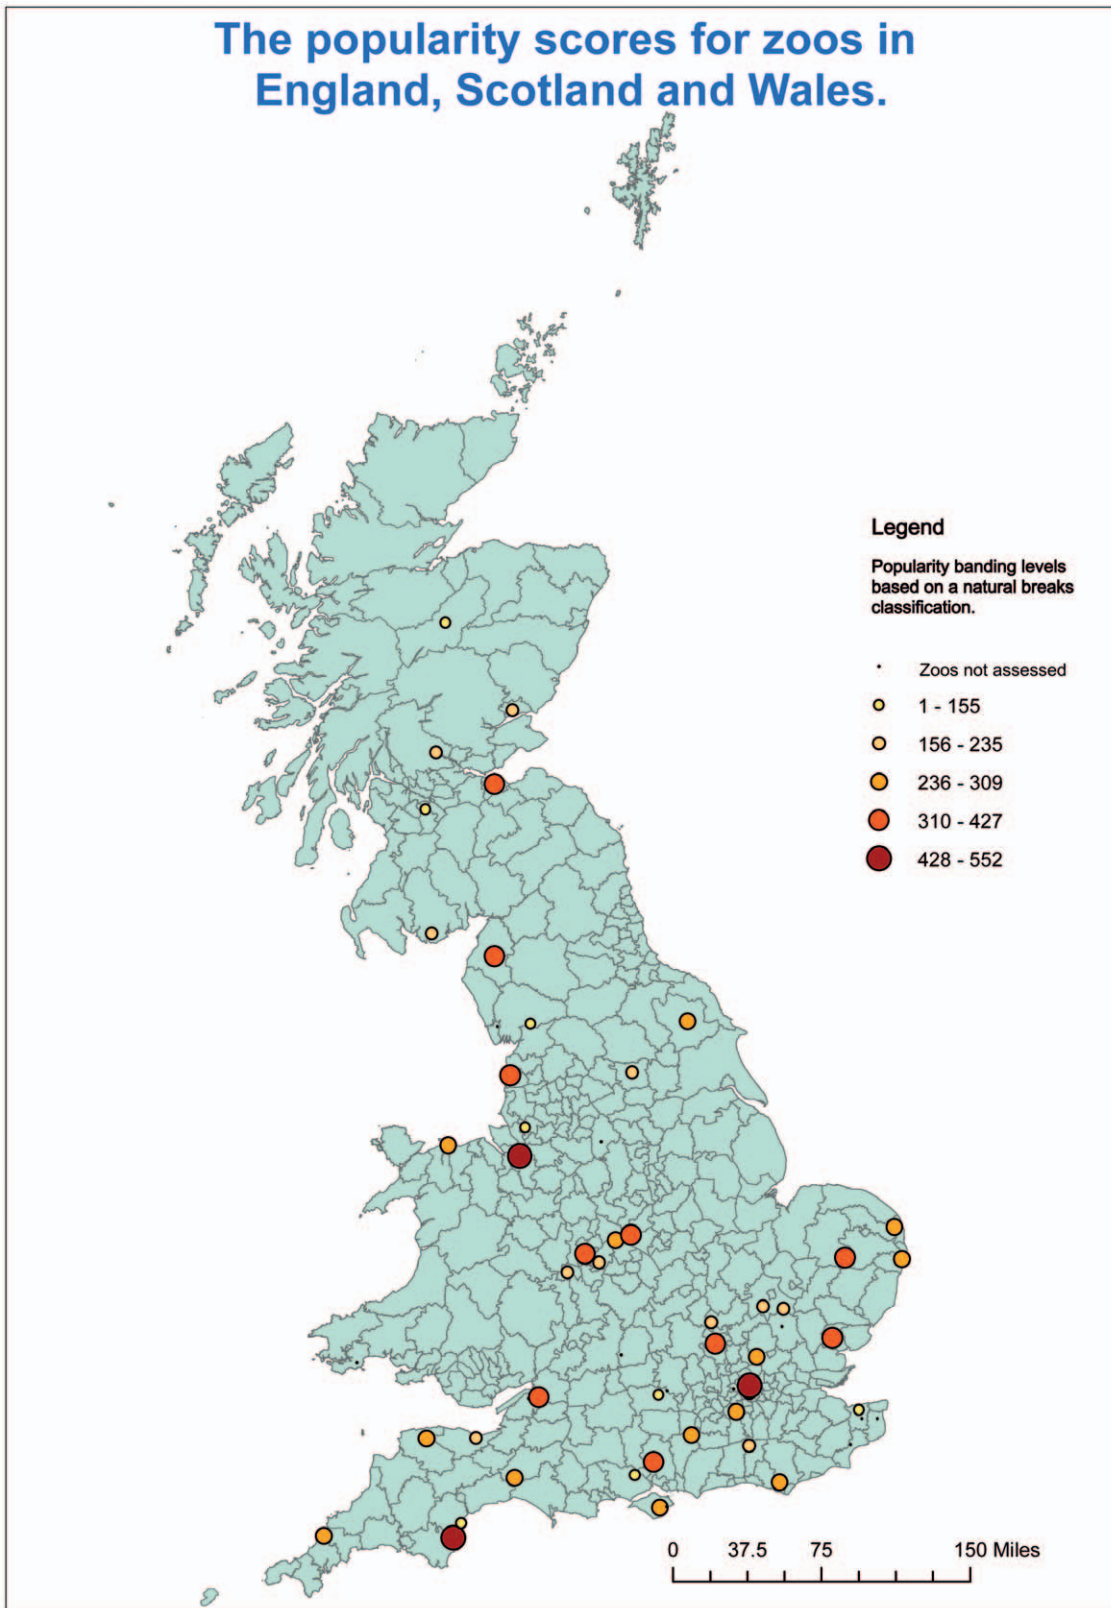 The popularity scores for zoos in
England, Scotland and Wales.
Legend
Popularity banding levels
based on a natural breaks
classification.
Zoos not assessed
1 - 155
156 - 235
236 - 309
310 - 427
428 - 552
0 37.5 75 150 Miles